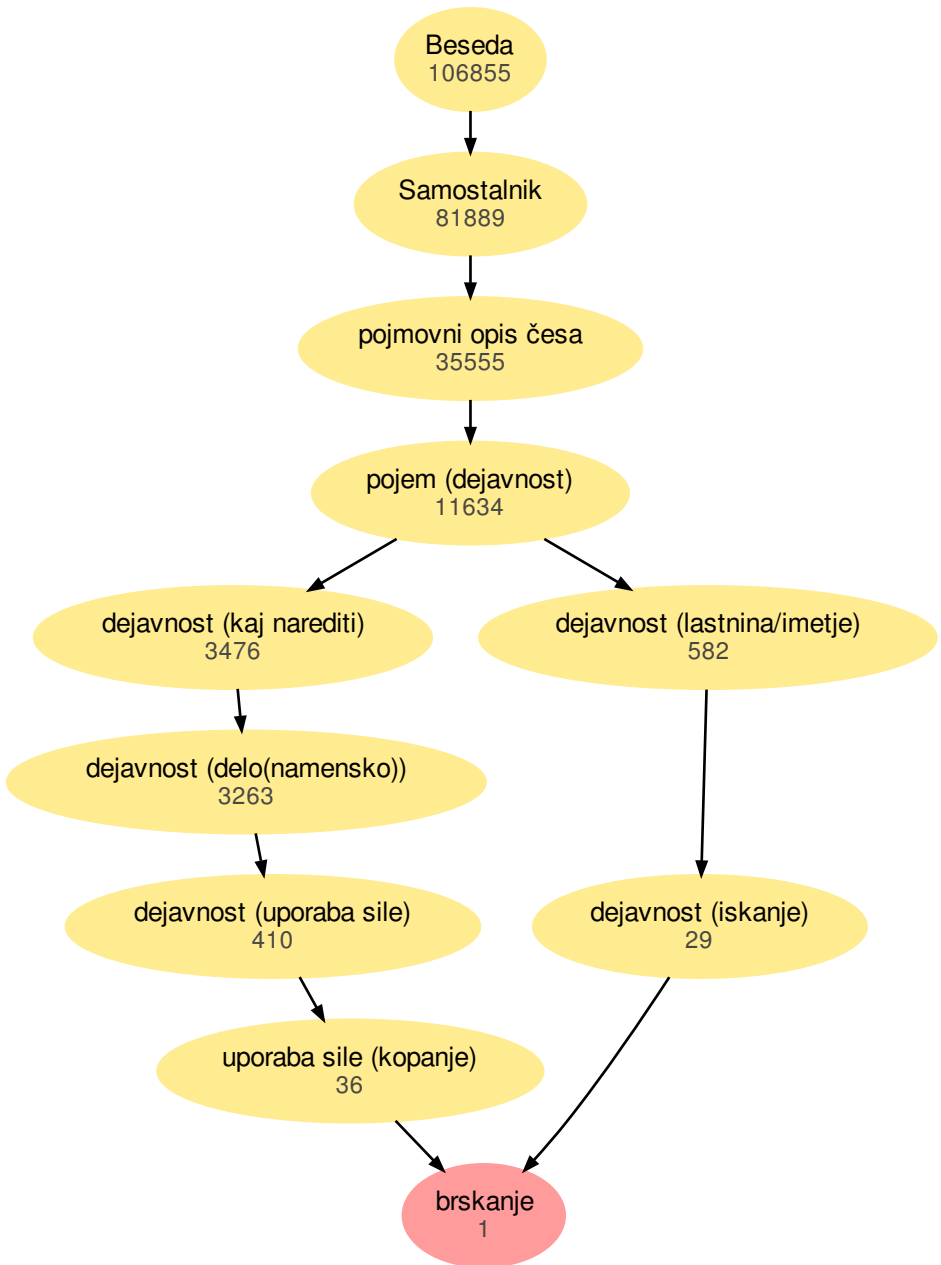 Beseda
106855
Samostalnik
81889
pojmovni opis česa
35555
pojem (dejavnost)
11634
dejavnost (kaj narediti)
3476
dejavnost (lastnina/imetje)
582
dejavnost (delo(namensko))
3263
dejavnost (uporaba sile)
410
dejavnost (iskanje)
29
uporaba sile (kopanje)
36
brskanje
1